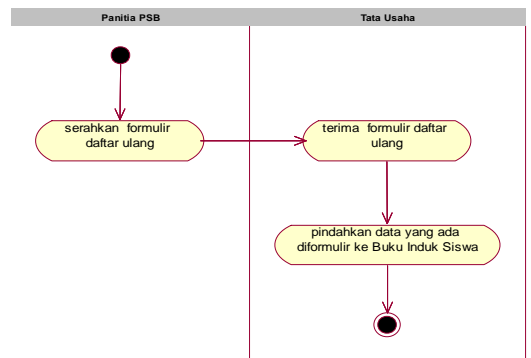 Panitia PSB
Tata Usaha
serahkan formulir
daftar ulang
terima formulir daftar
ulang
pindahkan data yang ada
diformulir ke Buku Induk Siswa